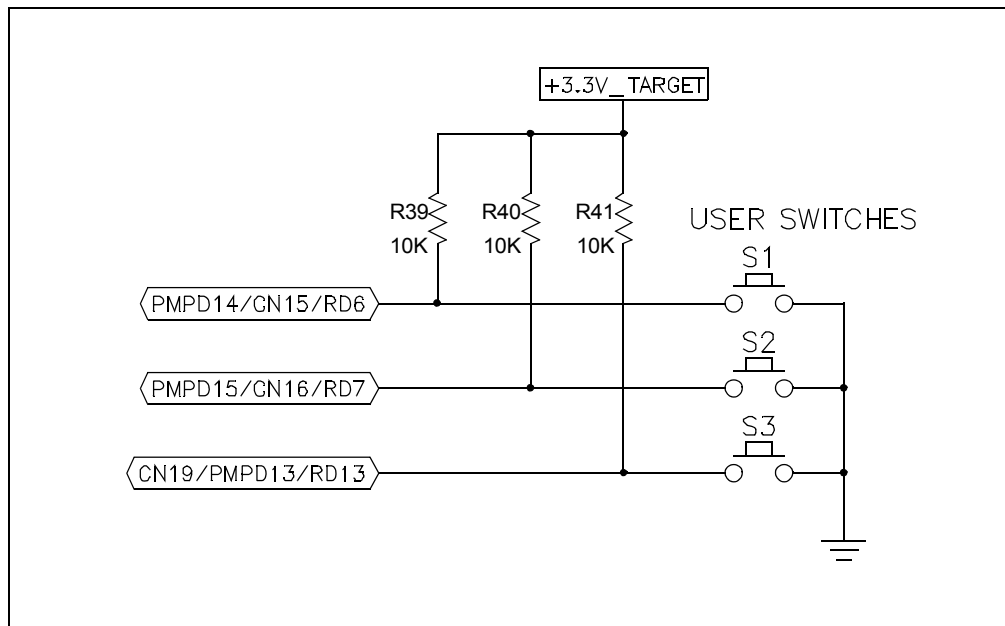 +3.3V_TARGET
R39
10K
R40
10K
R41
10K
USER SWITCHES
S1
PMPD14/CN15/RD6
S2
PMPD15/CN16/RD7
S3
CN19/PMPD13/RD13